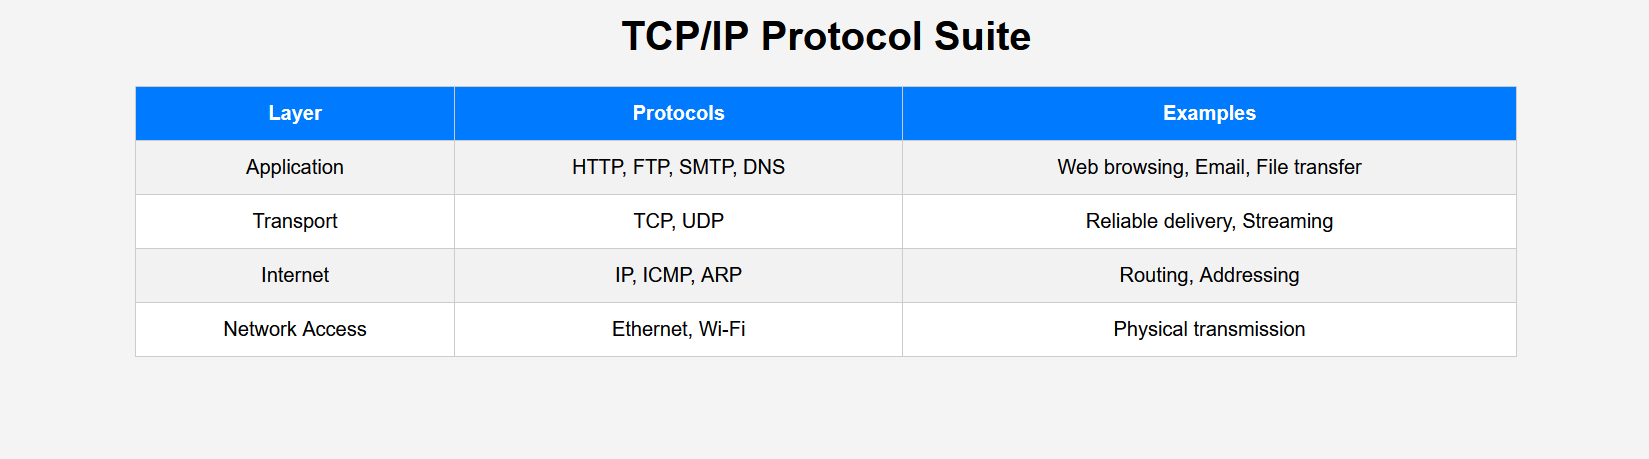 TCP/IP Protocol Suite
Layer Protocols Examples
Application HTTP, FTP, SMTP, DNS Web browsing, Email, File transfer
Transport TCP, UDP Reliable delivery, Streaming
Internet IP, ICMP, ARP Routing, Addressing
Network Access Ethernet, Wi-Fi Physical transmission